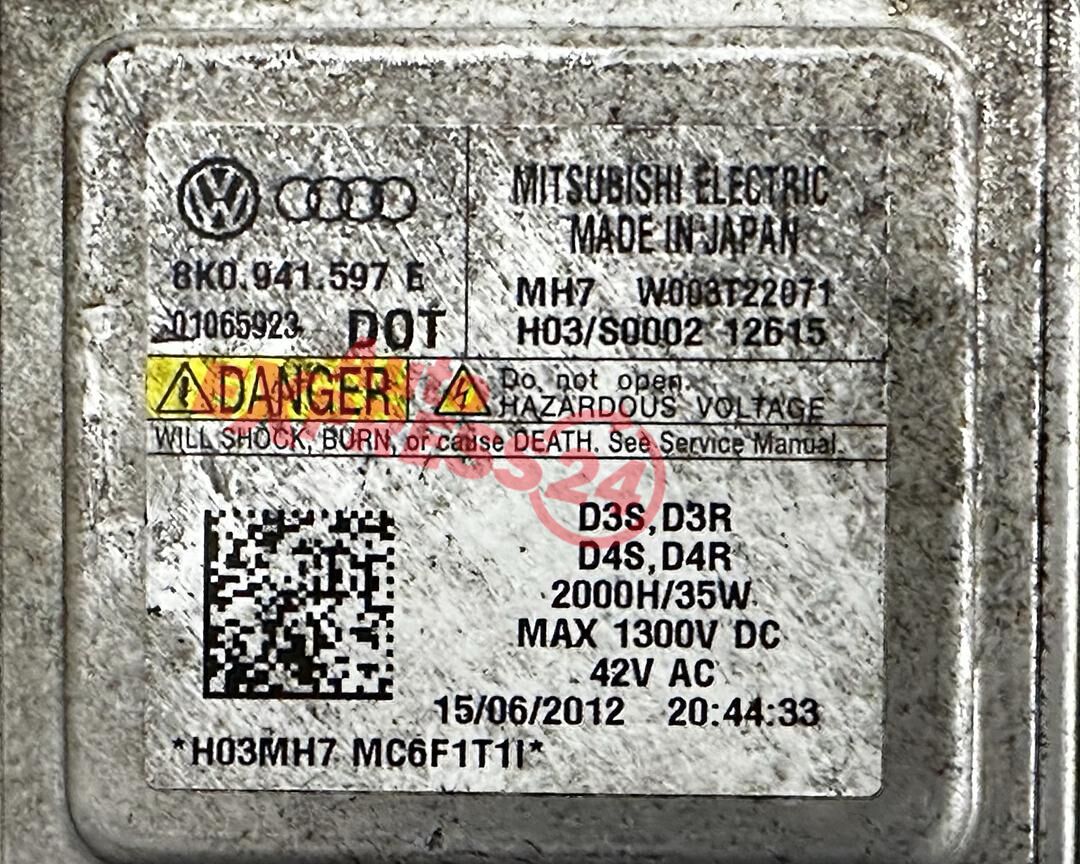 8K0.941.597 E
01065923 DOT
MITSUBISHI ELECTRIC
MADE IN JAPAN
MH7 W003T22071
H03/S0002 12615
DANGER
Do not open.
HAZARDOUS VOLTAGE
WILL SHOCK, BURN, or cause DEATH. See Service Manual.
D3S,D3R
D4S,D4R
2000H/35W
MAX 1300V DC
42V AC
15/06/2012 20:44:33
*H03MH7 MC6F1T1I*